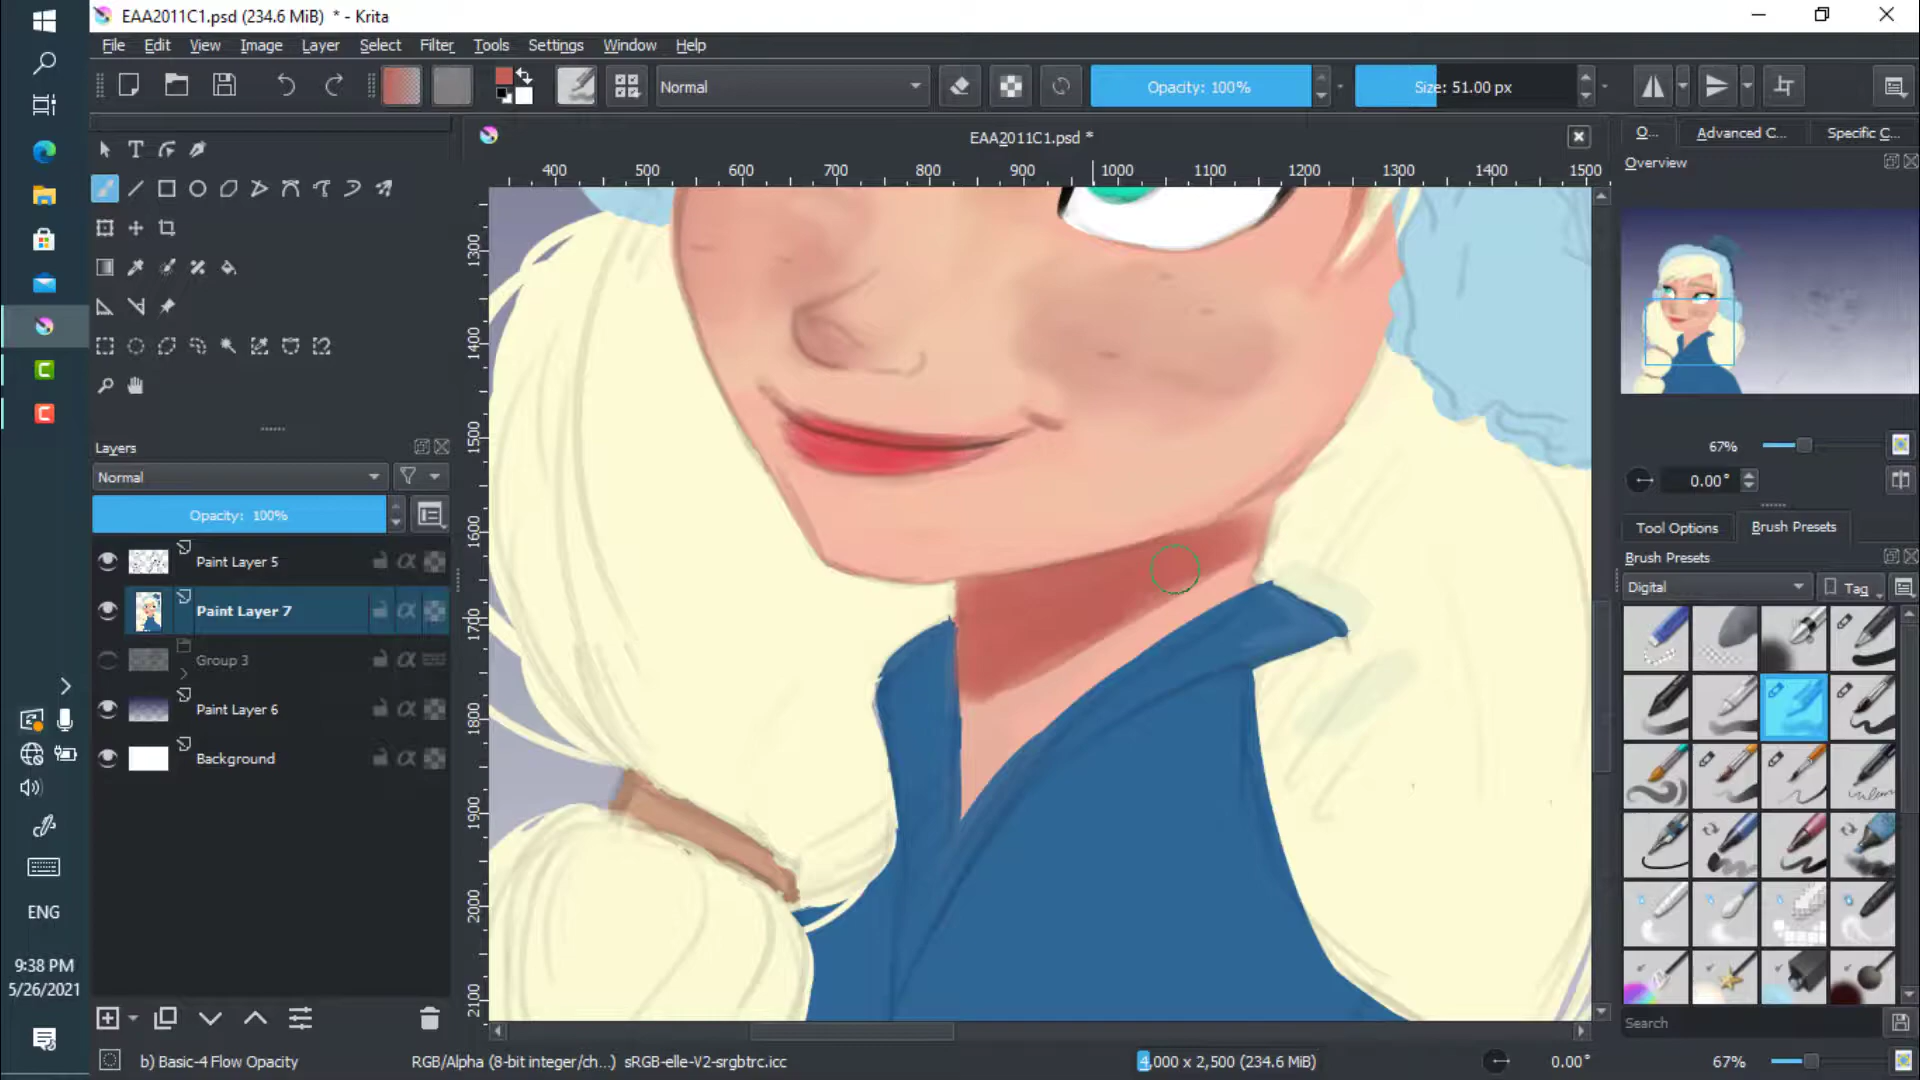 EAA2011C1.psd (234.6 MiB) * - Krita
File Edit View Image Layer Select Filter Tools Settings Window Help
Normal
Opacity: 100%
Size: 51.00 px
EAA2011C1.psd *
O...
Advanced C...
Specific C...
400 500 600 700 800 900 1000 1100 1200 1300 1400 1500
1300
1400
1500
1600
1700
1800
1900
2000
2100
Overview
67%
0.00°
Tool Options
Brush Presets
Brush Presets
Digital
Tag
Search
Layers
Normal
Opacity: 100%
Paint Layer 5
Paint Layer 7
Group 3
Paint Layer 6
Background
ENG
9:38 PM
5/26/2021
b) Basic-4 Flow Opacity
RGB/Alpha (8-bit integer/ch...) sRGB-elle-V2-srgbtrc.icc
4,000 x 2,500 (234.6 MiB)
0.00°
67%